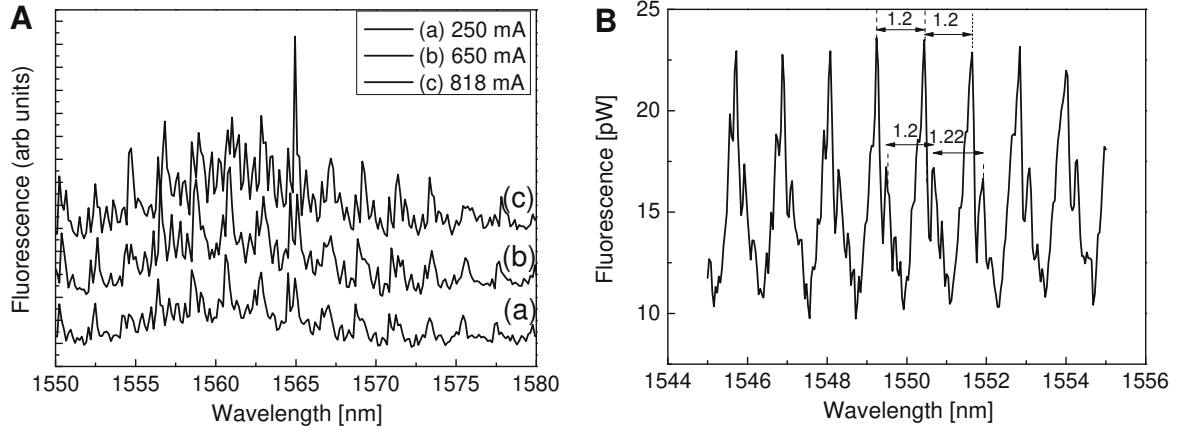 A
(a) 250 mA
(b) 650 mA
(c) 818 mA
Fluorescence (arb units)
(c)
(b)
(a)
1550 1555 1560 1565 1570 1575 1580
Wavelength [nm]
B
25
20
15
10
Fluorescence [pW]
1.2 1.2
1.2 1.22
1544 1546 1548 1550 1552 1554 1556
Wavelength [nm]